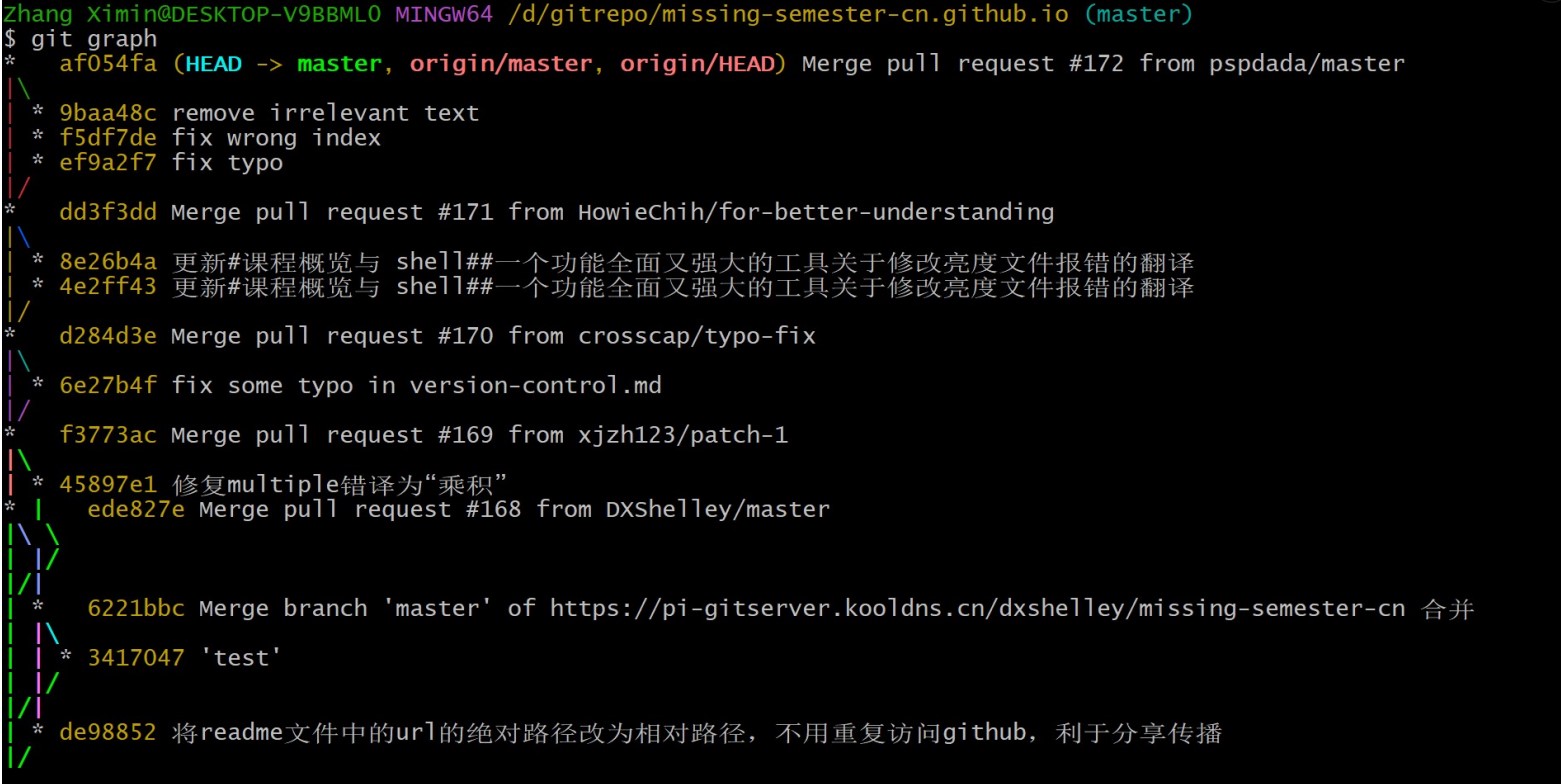 Zhang Ximin@DESKTOP-V9BBML0 MINGW64 /d/gitrepo/missing-semester-cn.github.io (master)
$ git graph
*   af054fa (HEAD -> master, origin/master, origin/HEAD) Merge pull request #172 from pspdada/master
|\
| * 9baa48c remove irrelevant text
| * f5df7de fix wrong index
| * ef9a2f7 fix typo
|/
*   dd3f3dd Merge pull request #171 from HowieChih/for-better-understanding
|\
| * 8e26b4a 更新#课程概览与 shell##一个功能全面又强大的工具关于修改亮度文件报错的翻译
| * 4e2ff43 更新#课程概览与 shell##一个功能全面又强大的工具关于修改亮度文件报错的翻译
|/
*   d284d3e Merge pull request #170 from crosscap/typo-fix
|\
| * 6e27b4f fix some typo in version-control.md
|/
*   f3773ac Merge pull request #169 from xjzh123/patch-1
|\
| * 45897e1 修复multiple错译为“乘积”
* |   ede827e Merge pull request #168 from DXShelley/master
|\ \
| |/
|/|
| *   6221bbc Merge branch 'master' of https://pi-gitserver.kooldns.cn/dxshelley/missing-semester-cn 合并
| |\
| | * 3417047 'test'
| |/
|/|
| * de98852 将readme文件中的url的绝对路径改为相对路径，不用重复访问github，利于分享传播
|/